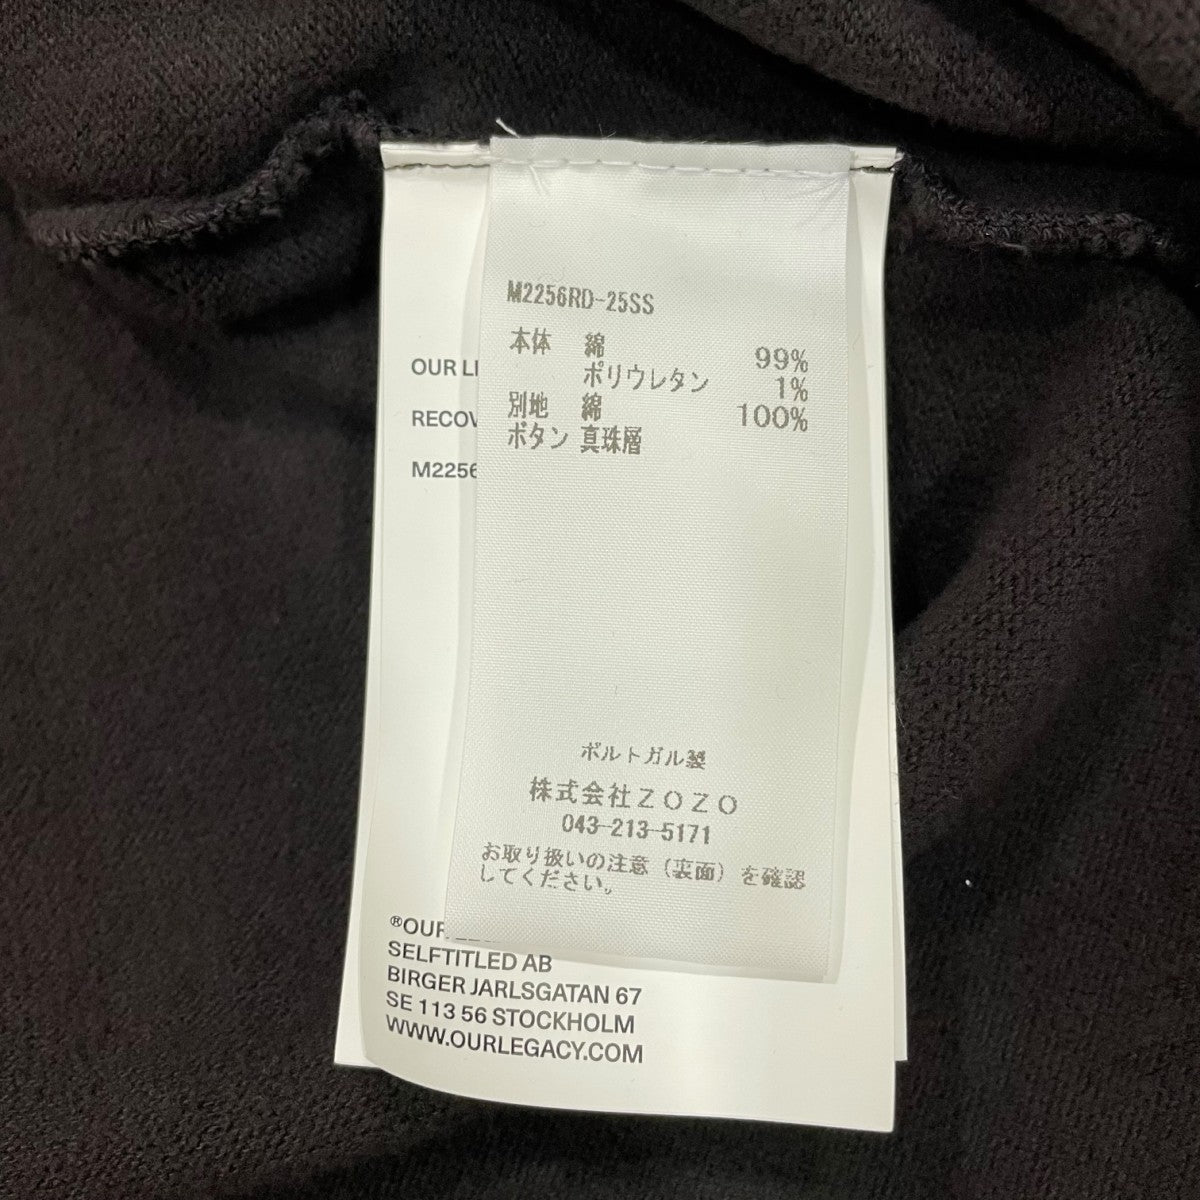 M2256RD-25SS
本体 綿 99%
ポリウレタン 1%
別地 綿 100%
ボタン 真珠層
ポルトガル製
株式会社ZOZO
043-213-5171
お取り扱いの注意(裏面)を確認
してください。
OUR
RECOV
M2256
®OUR
SELFTITLED AB
BIRGER JARLSGATAN 67
SE 113 56 STOCKHOLM
WWW.OURLEGACY.COM